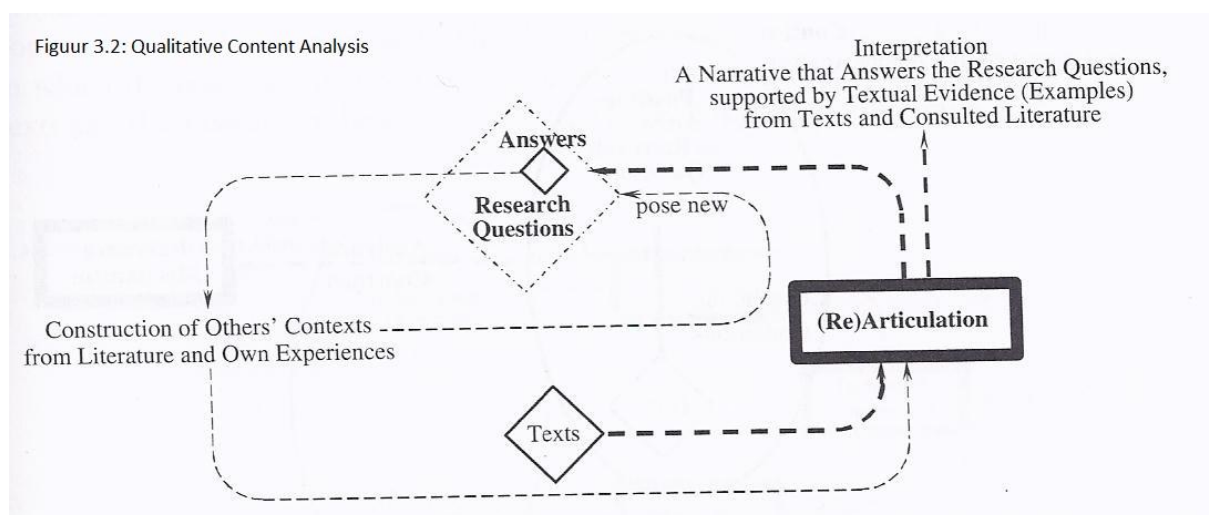 Figuur 3.2: Qualitative Content Analysis
Interpretation
A Narrative that Answers the Research Questions,
supported by Textual Evidence (Examples)
from Texts and Consulted Literature
Answers
Research
Questions
pose new
(Re)Articulation
Construction of Others' Contexts
from Literature and Own Experiences
Texts